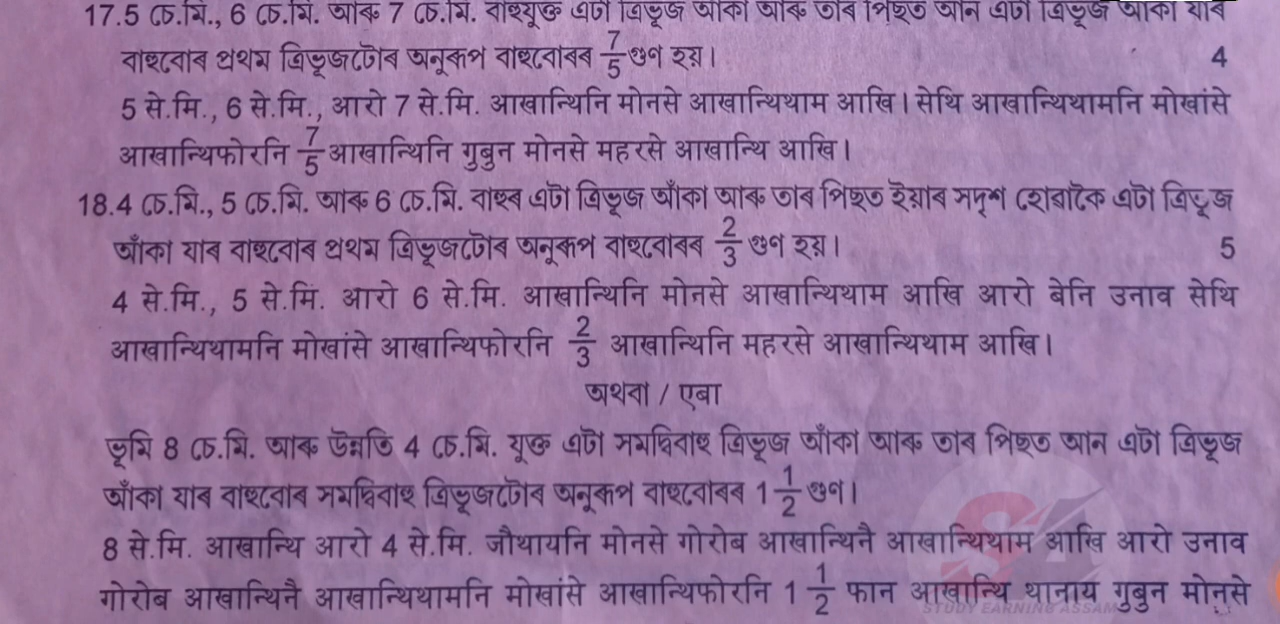 17.5 চে.মি., 6 চে.মি. আৰু 7 চে.মি. বাহুযুক্ত এটা ত্ৰিভূজ আঁকা আৰু তাৰ পিছত আন এটা ত্ৰিভূজ আঁকা যাৰ
বাহুবোৰ প্ৰথম ত্ৰিভূজটোৰ অনুৰূপ বাহুবোৰৰ 7/5 গুণ হয়। 4
5 से.मि., 6 से.मि., आरो 7 से.मि. आखान्थिनि मोनसे आखान्थिथाम आखि। सेथि आखान्थिथामनि मोखांसे
आखान्थिफोरनि 7/5 आखान्थिनि गुबुन मोनसे महरसे आखान्थि आखि।
18.4 চে.মি., 5 চে.মি. আৰু 6 চে.মি. বাহুৰ এটা ত্ৰিভূজ আঁকা আৰু তাৰ পিছত ইয়াৰ সদৃশ হোৱাকৈ এটা ত্ৰিভূজ
আঁকা যাৰ বাহুবোৰ প্ৰথম ত্ৰিভূজটোৰ অনুৰূপ বাহুবোৰৰ 2/3 গুণ হয়। 5
4 से.मि., 5 से.मि. आरो 6 से.मि. आखान्थिनि मोनसे आखान्थिथाम आखि आरो बेनि उनाव सेथि
आखान्थिथामनि मोखांसे आखान्थिफोरनि 2/3 आखान्थिनि महरसे आखान्थिथाम आखि।
অথবা / एबा
ভূমি 8 চে.মি. আৰু উন্নতি 4 চে.মি. যুক্ত এটা সমদ্বিবাহু ত্ৰিভূজ আঁকা আৰু তাৰ পিছত আন এটা ত্ৰিভূজ
আঁকা যাৰ বাহুবোৰ সমদ্বিবাহু ত্ৰিভূজটোৰ অনুৰূপ বাহুবোৰৰ 1 1/2 গুণ।
8 से.मि. आखान्थि आरो 4 से.मि. जौथायनि मोनसे गोरोब आखान्थिनै आखान्थिथाम आखि आरो उनाव
गोरोब आखान्थिनै आखान्थिथामनि मोखांसे आखान्थिफोरनि 1 1/2 फान आखान्थि थानाय गुबुन मोनसे
STUDY EARNING ASSAM